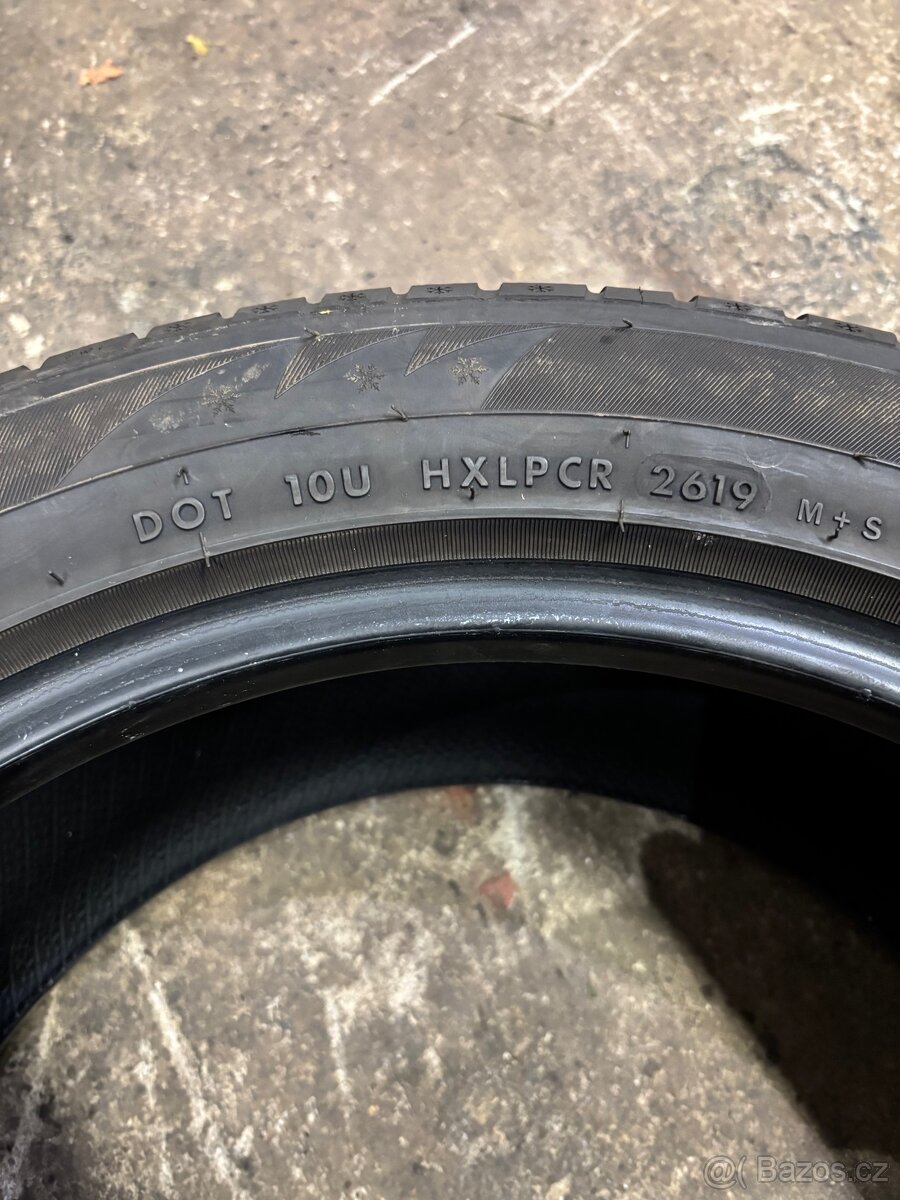 DOT 10U HXLPCR 2619 M+S
@ Bazos.cz